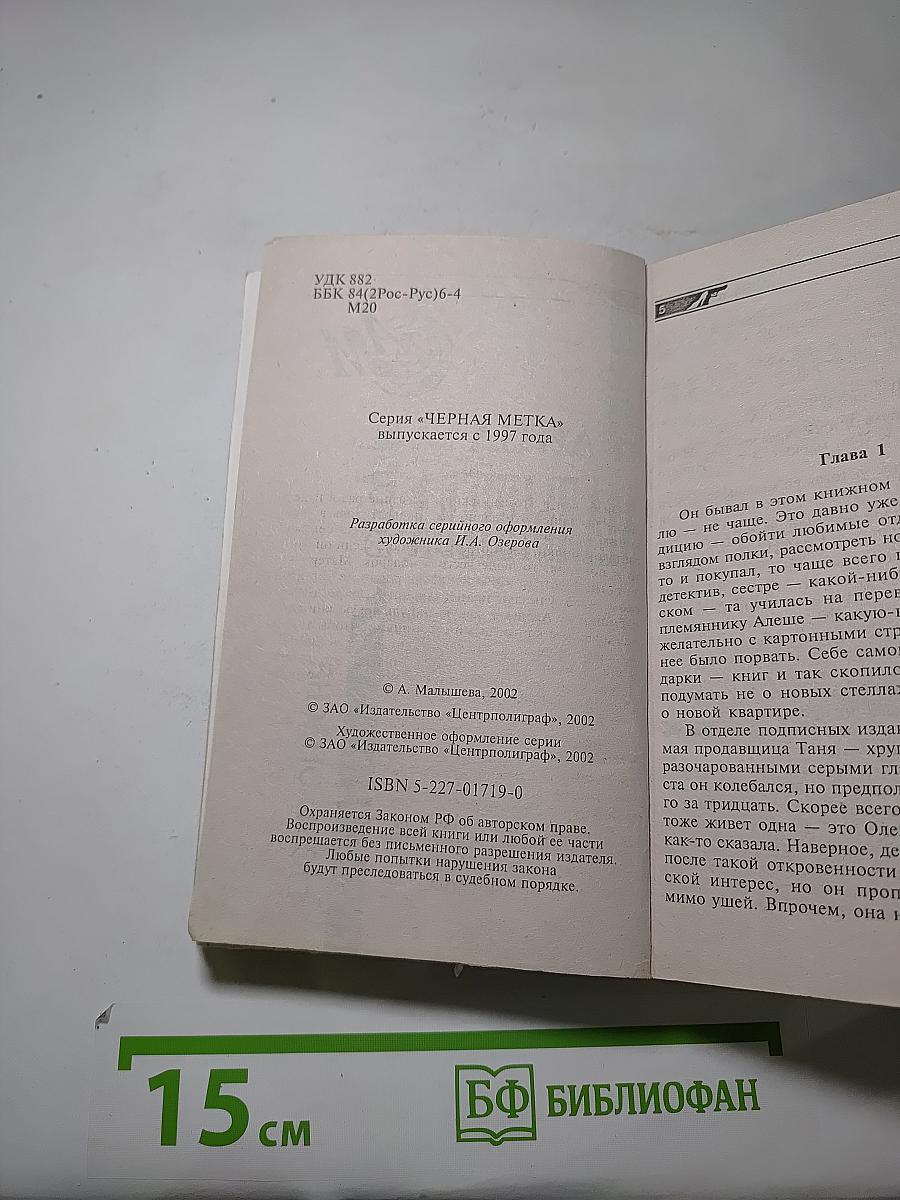 УДК 882
ББК 84(2Рос-Рус)6-4
М20
Серия «ЧЕРНАЯ МЕТКА»
выпускается с 1997 года
Разработка серийного оформления
художника И.А. Озерова
© А. Малышева, 2002
© ЗАО «Издательство «Центрполиграф», 2002
Художественное оформление серии
© ЗАО «Издательство «Центрполиграф», 2002
ISBN 5-227-01719-0
Охраняется Законом РФ об авторском праве.
Воспроизведение всей книги или любой ее части
воспрещается без письменного разрешения издателя.
Любые попытки нарушения закона
будут преследоваться в судебном порядке.
5
Глава 1
Он бывал в этом книжном
лю — не чаще. Это давно уже
дицию — обойти любимые отд
взглядом полки, рассмотреть но
то и покупал, то чаще всего
детектив, сестре — какой-ниб
ском — та училась на перев
племяннику Алеше — какую-
желательно с картонными стр
нее было порвать. Себе само
дарки — книг и так скопило
подумать не о новых стеллаж
о новой квартире.
В отделе подписных издан
мая продавщица Таня — хруп
разочарованными серыми гл
ста он колебался, но предпол
го за тридцать. Скорее всего
тоже живет одна — это Оле
как-то сказала. Наверное, де
после такой откровенности
ской интерес, но он проп
мимо ушей. Впрочем, она н
15 см
БФ БИБЛИОФАН